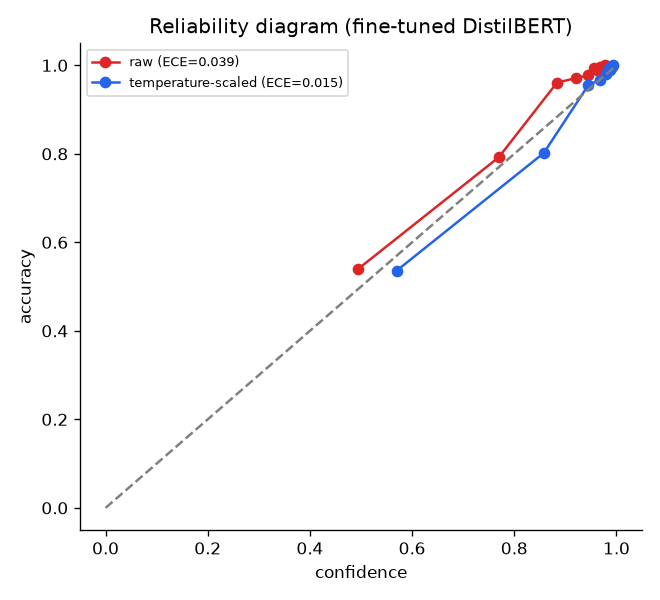 Reliability diagram (fine-tuned DistilBERT)
raw (ECE=0.039)
temperature-scaled (ECE=0.015)
accuracy
1.0
0.8
0.6
0.4
0.2
0.0
0.0 0.2 0.4 0.6 0.8 1.0
confidence